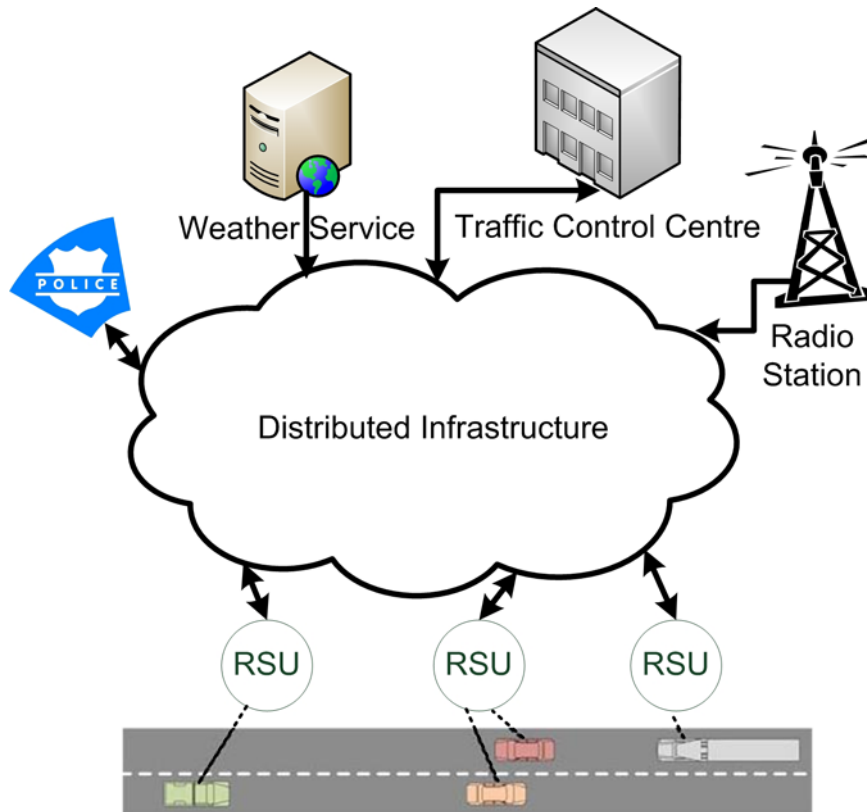 Weather Service
Traffic Control Centre
POLICE
Radio
Station
Distributed Infrastructure
RSU
RSU
RSU